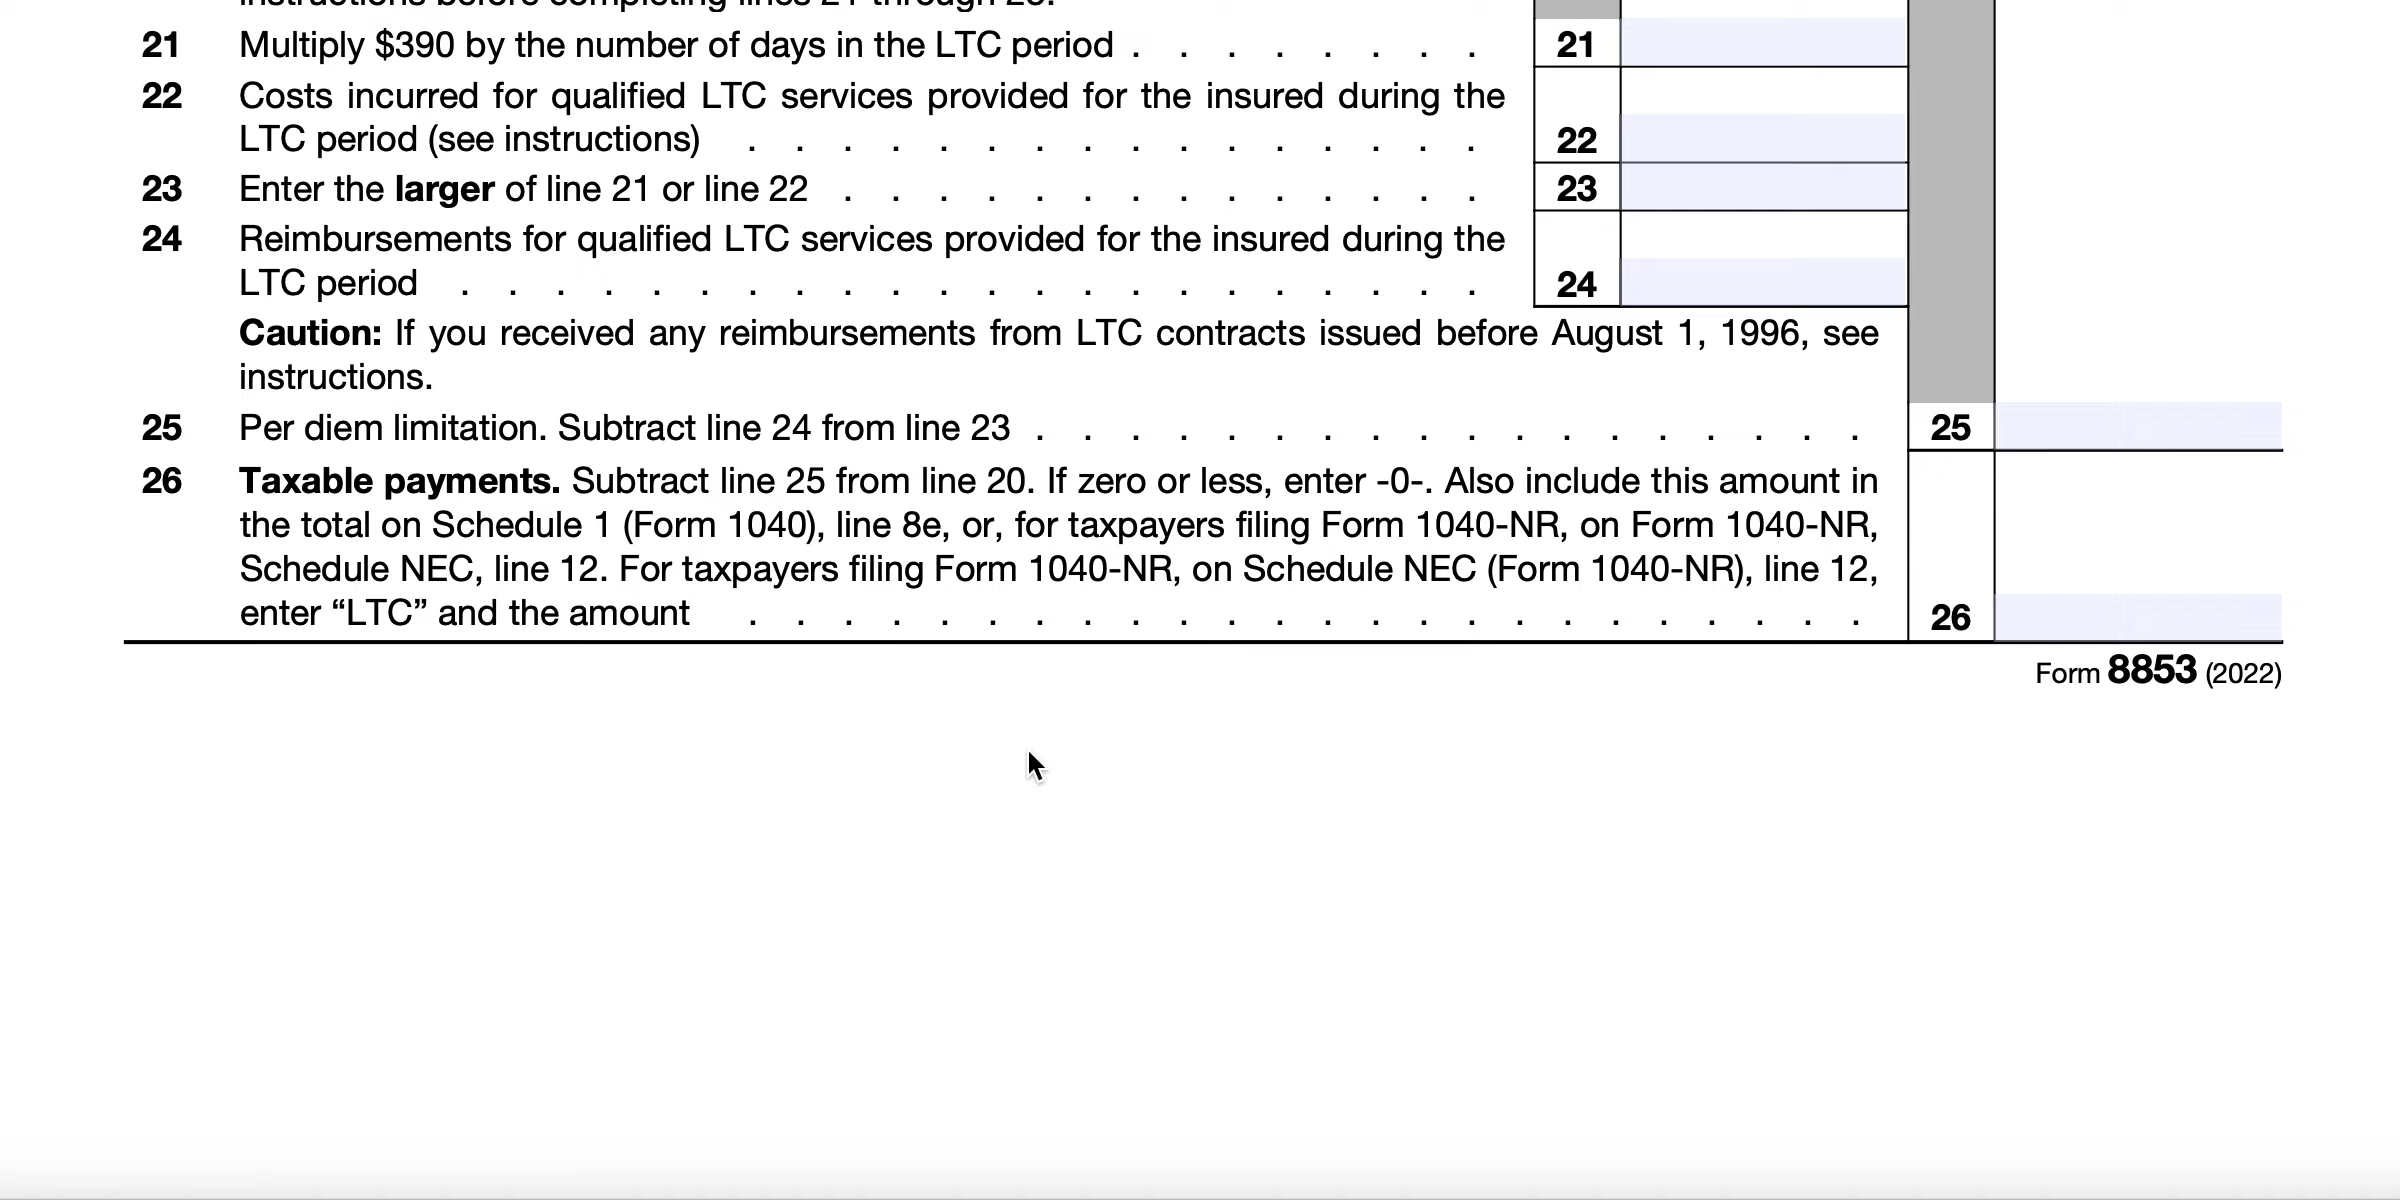 instructions before completing lines 21 through 25.
21 Multiply $390 by the number of days in the LTC period . . . . . . . . 21
22 Costs incurred for qualified LTC services provided for the insured during the
LTC period (see instructions) . . . . . . . . . . . . . . . . 22
23 Enter the larger of line 21 or line 22 . . . . . . . . . . . . . . 23
24 Reimbursements for qualified LTC services provided for the insured during the
LTC period . . . . . . . . . . . . . . . . . . . . . . 24
Caution: If you received any reimbursements from LTC contracts issued before August 1, 1996, see
instructions.
25 Per diem limitation. Subtract line 24 from line 23 . . . . . . . . . . . . . . . . . . 25
26 Taxable payments. Subtract line 25 from line 20. If zero or less, enter -0-. Also include this amount in
the total on Schedule 1 (Form 1040), line 8e, or, for taxpayers filing Form 1040-NR, on Form 1040-NR,
Schedule NEC, line 12. For taxpayers filing Form 1040-NR, on Schedule NEC (Form 1040-NR), line 12,
enter “LTC” and the amount . . . . . . . . . . . . . . . . . . . . . . . . 26
Form 8853 (2022)